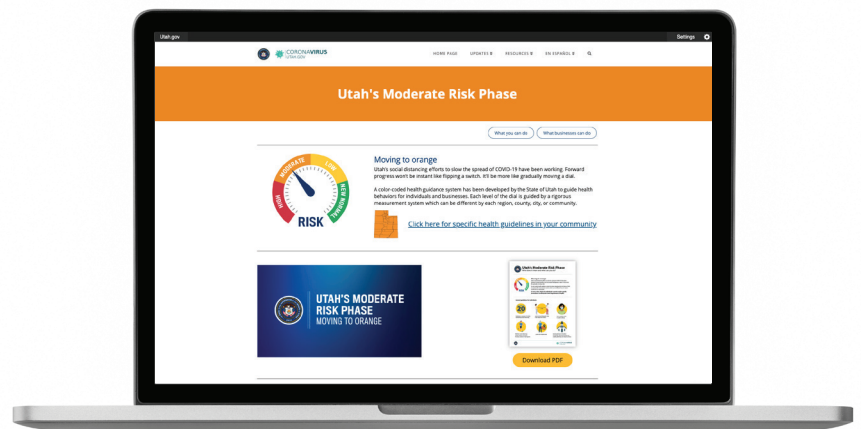 Utah.gov
Settings
CORONAVIRUS
UTAH.GOV
HOME PAGE
UPDATES
RESOURCES
EN ESPAÑOL
Utah's Moderate Risk Phase
What you can do
What businesses can do
HIGH
MODERATE
LOW
NEW NORMAL
RISK
Moving to orange
Utah's social distancing efforts to slow the spread of COVID-19 have been working. Forward
progress won't be instant like flipping a switch. It'll be more like gradually moving a dial.
A color-coded health guidance system has been developed by the State of Utah to guide health
behaviors for individuals and businesses. Each level of the dial is guided by a rigorous
measurement system which can be different by each region, county, city, or community.
Click here for specific health guidelines in your community
UTAH'S MODERATE
RISK PHASE
MOVING TO ORANGE
Utah's Moderate Risk Phase
RISK
20
Download PDF